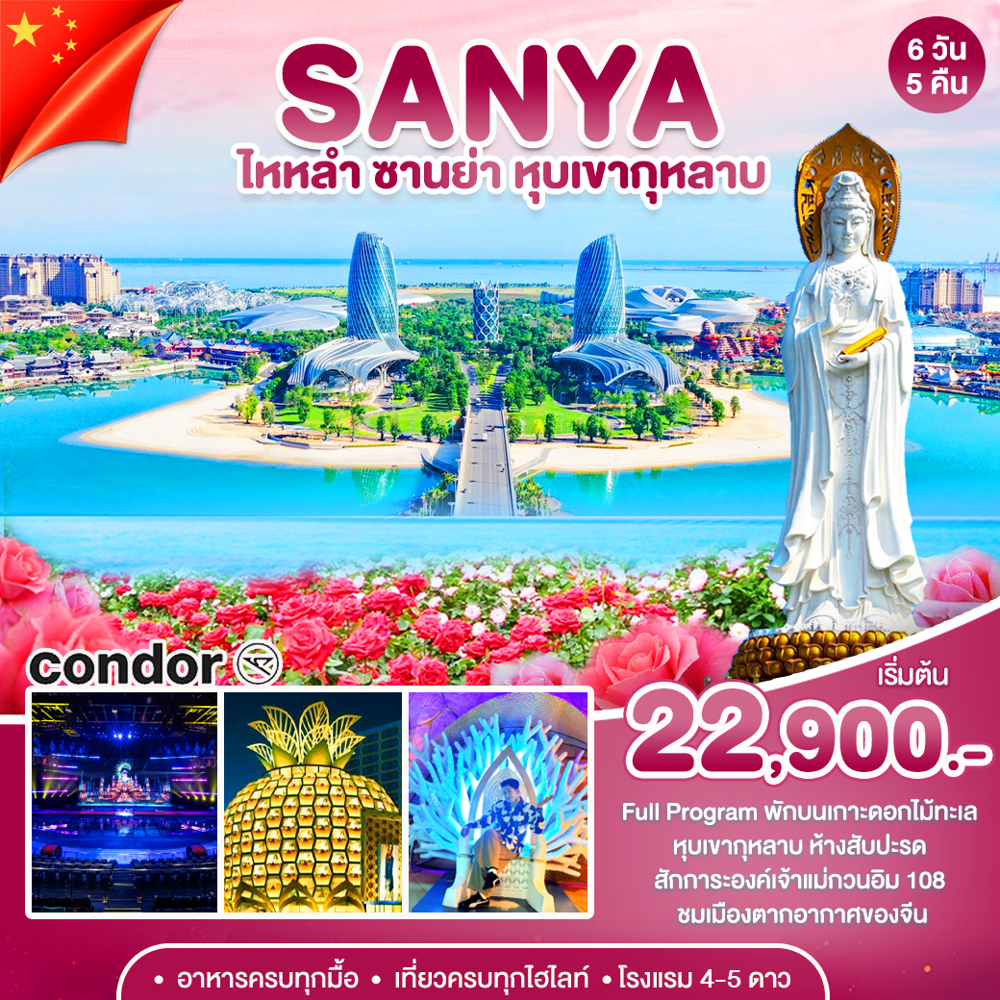 SANYA
ไหหลำ ซานย่า หุบเขากุหลาบ
6 วัน
5 คืน
condor
เริ่มต้น
22,900.-
Full Program พักบนเกาะดอกไม้ทะเล
หุบเขากุหลาบ ห้างสับปะรด
สักการะองค์เจ้าแม่กวนอิม 108
ชมเมืองตากอากาศของจีน
• อาหารครบทุกมื้อ • เที่ยวครบทุกไฮไลท์ • โรงแรม 4-5 ดาว